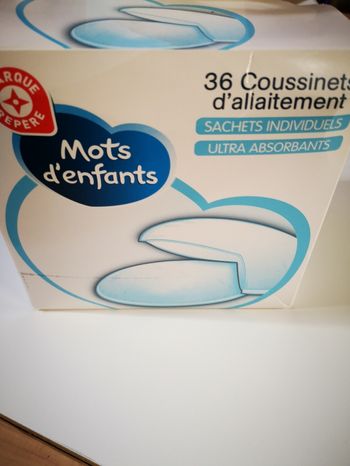 MARQUE
REPÈRE
Mots
d'enfants
36 Coussinets
d'allaitement
SACHETS INDIVIDUELS
ULTRA ABSORBANTS